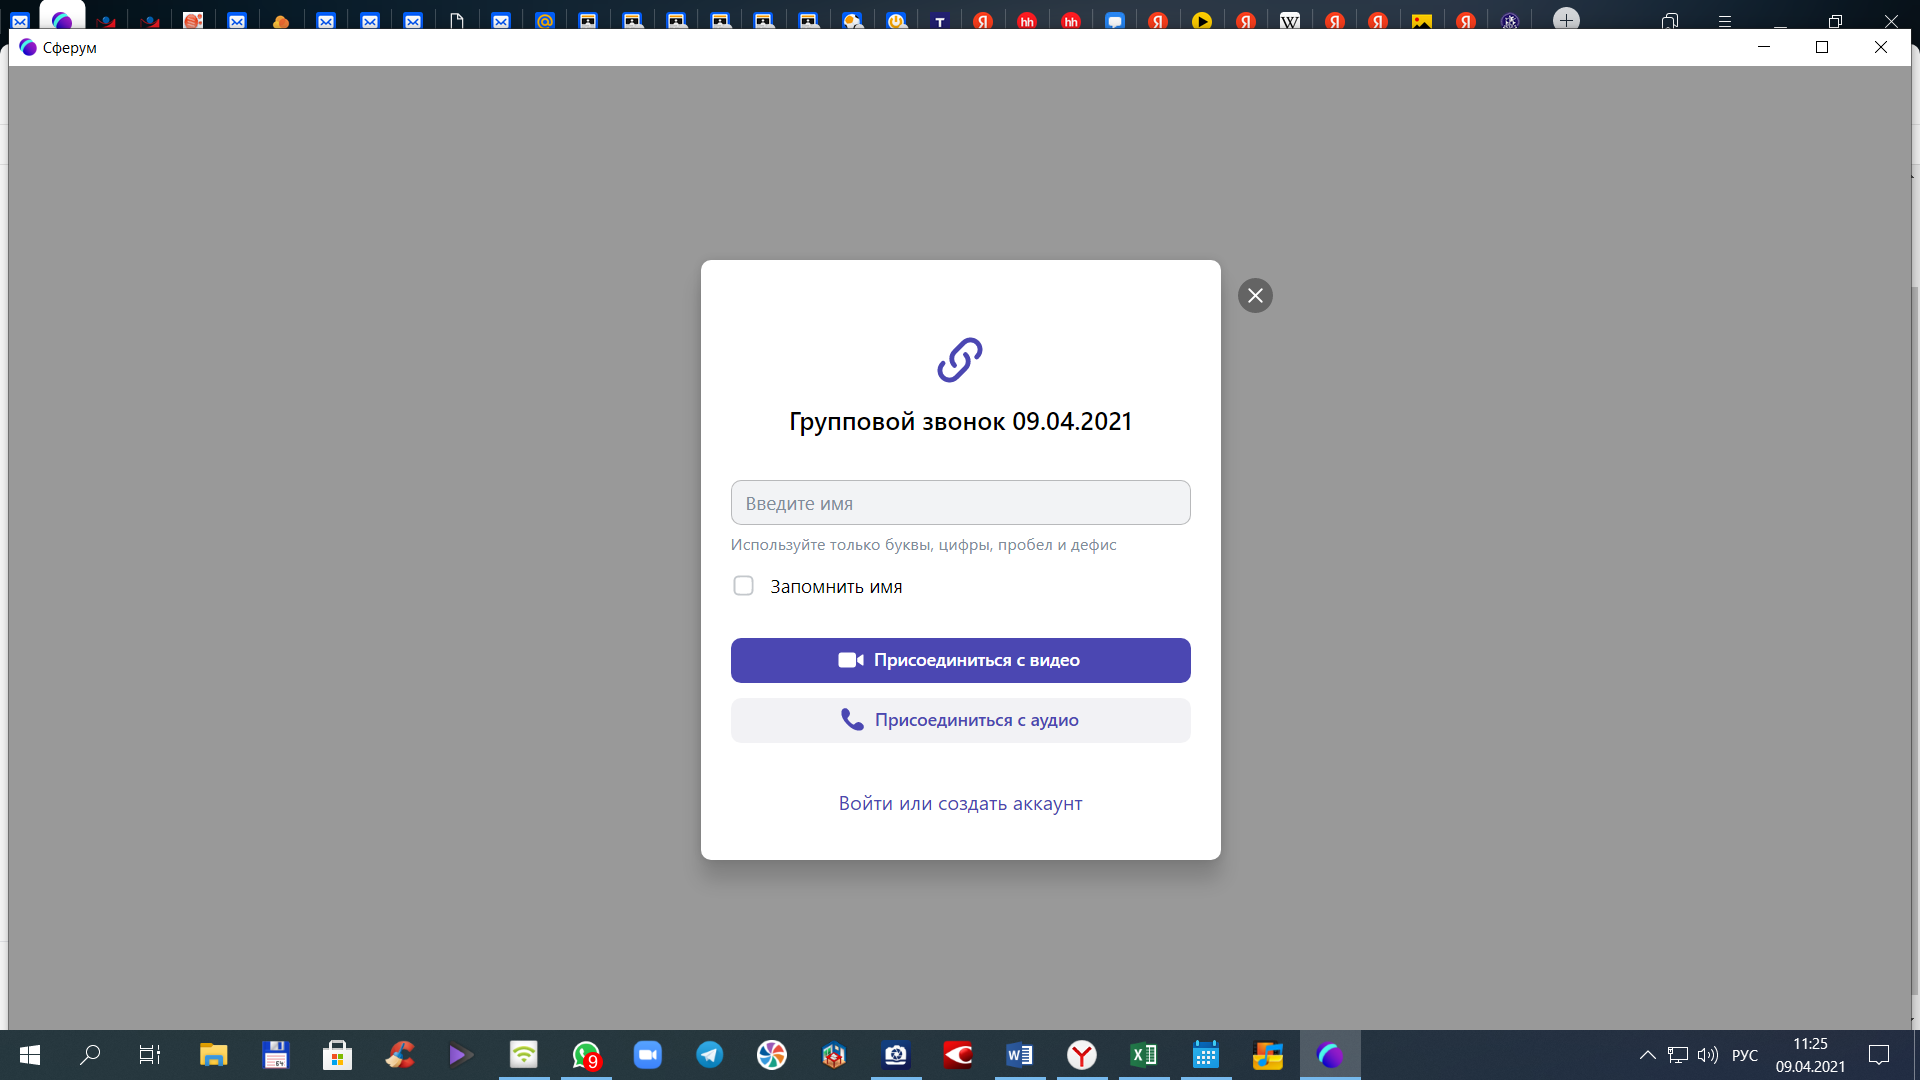 Сферум
Групповой звонок 09.04.2021
Введите имя
Используйте только буквы, цифры, пробел и дефис
Запомнить имя
Присоединиться с видео
Присоединиться с аудио
Войти или создать аккаунт
9
РУС
11:25
09.04.2021